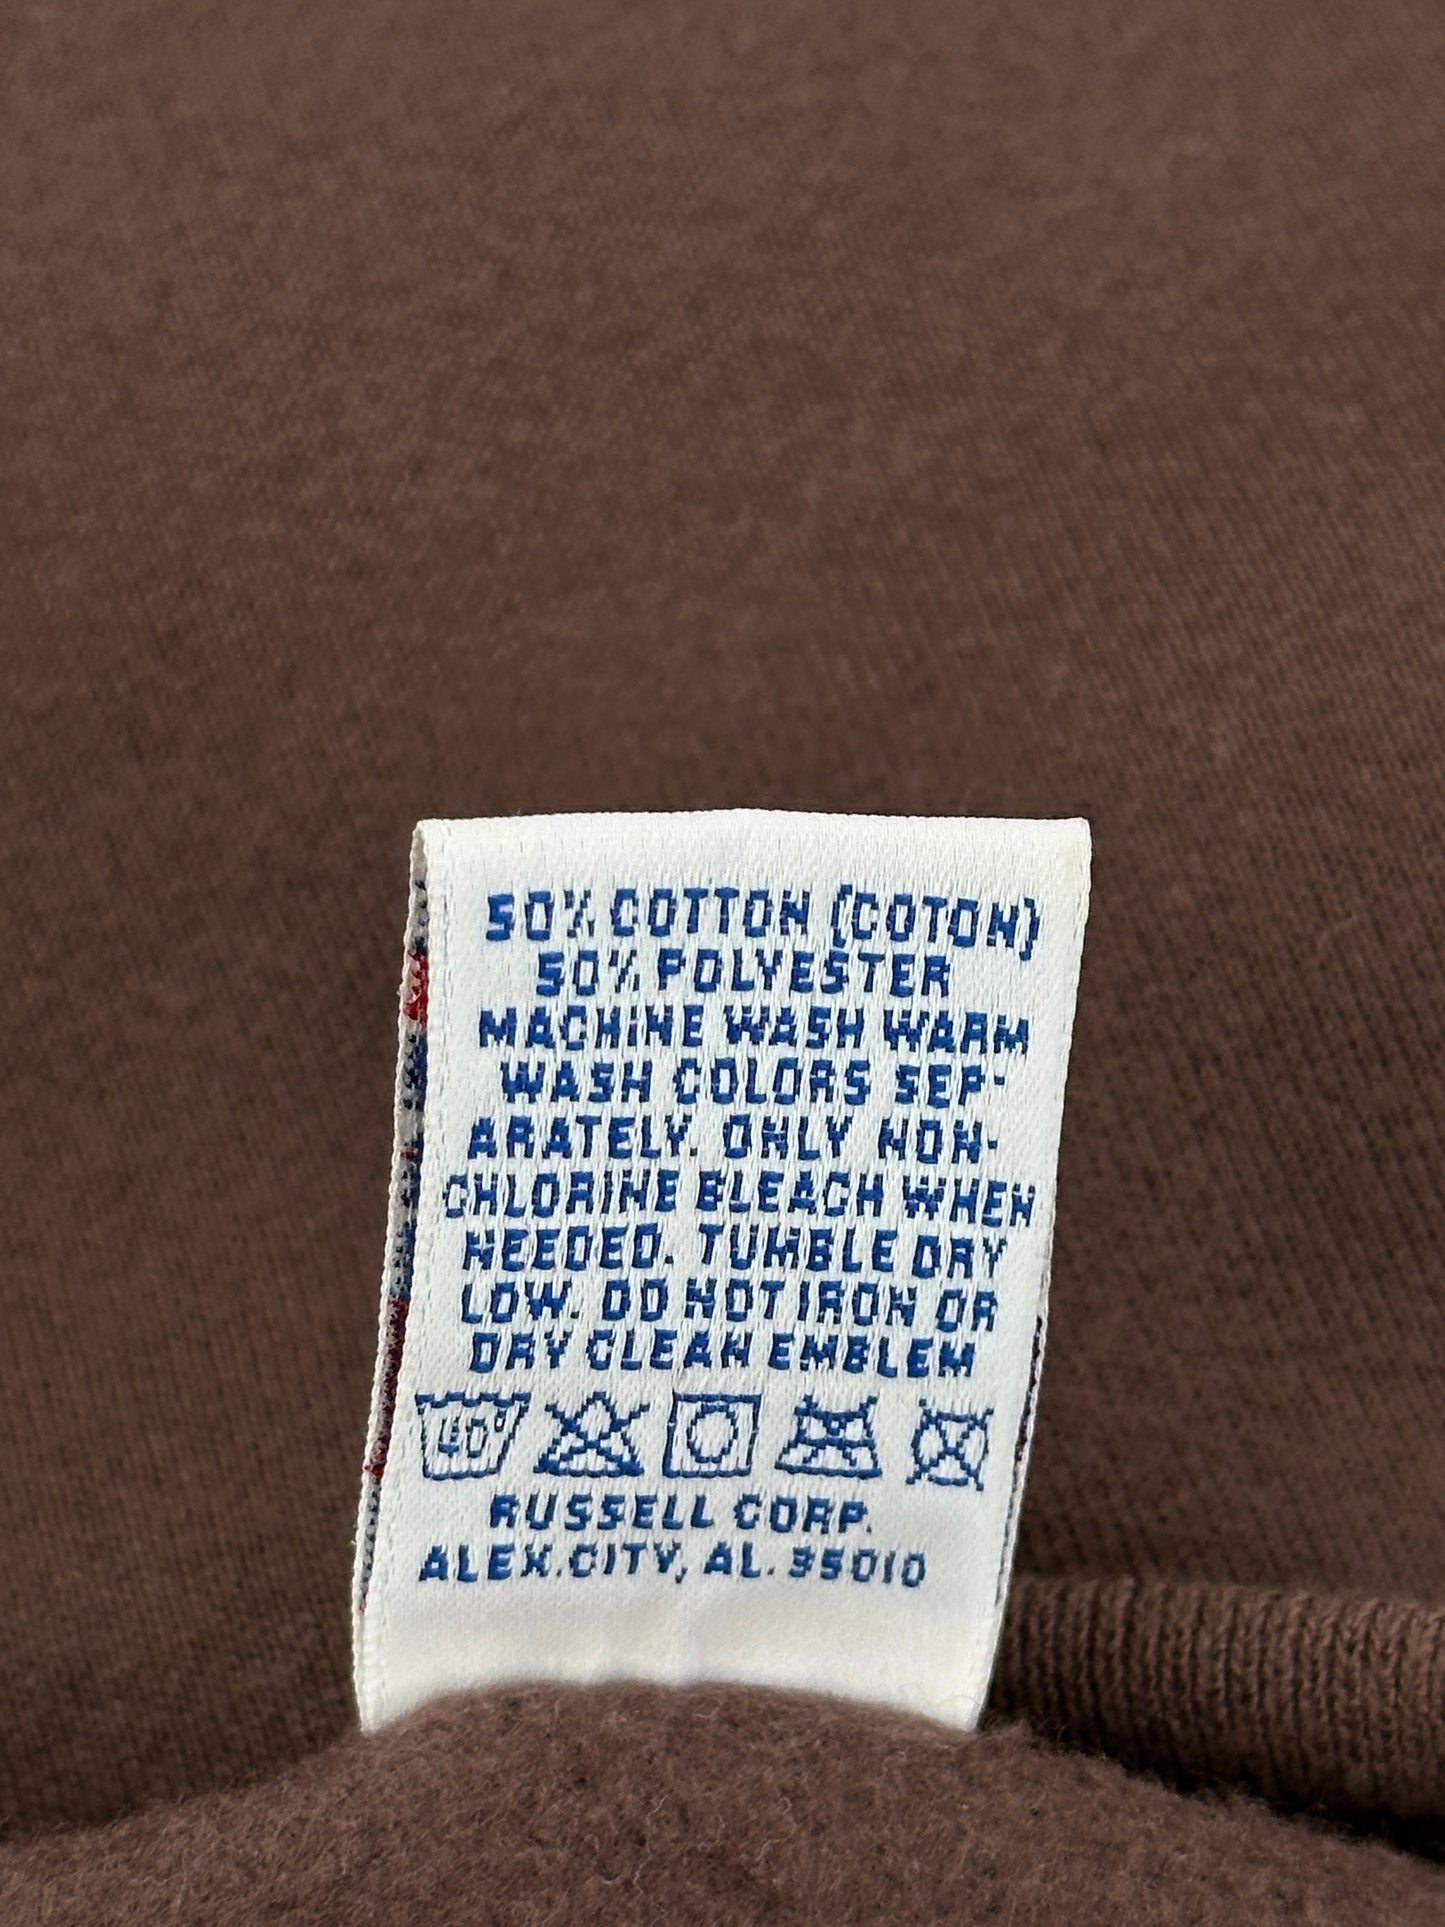 50% COTTON (COTON)
50% POLYESTER
MACHINE WASH WARM
WASH COLORS SEP-
ARATELY. ONLY NON-
CHLORINE BLEACH WHEN
NEEDED. TUMBLE DRY
LOW. DO NOT IRON OR
DRY CLEAN EMBLEM
40°
RUSSELL CORP.
ALEX.CITY, AL. 35010